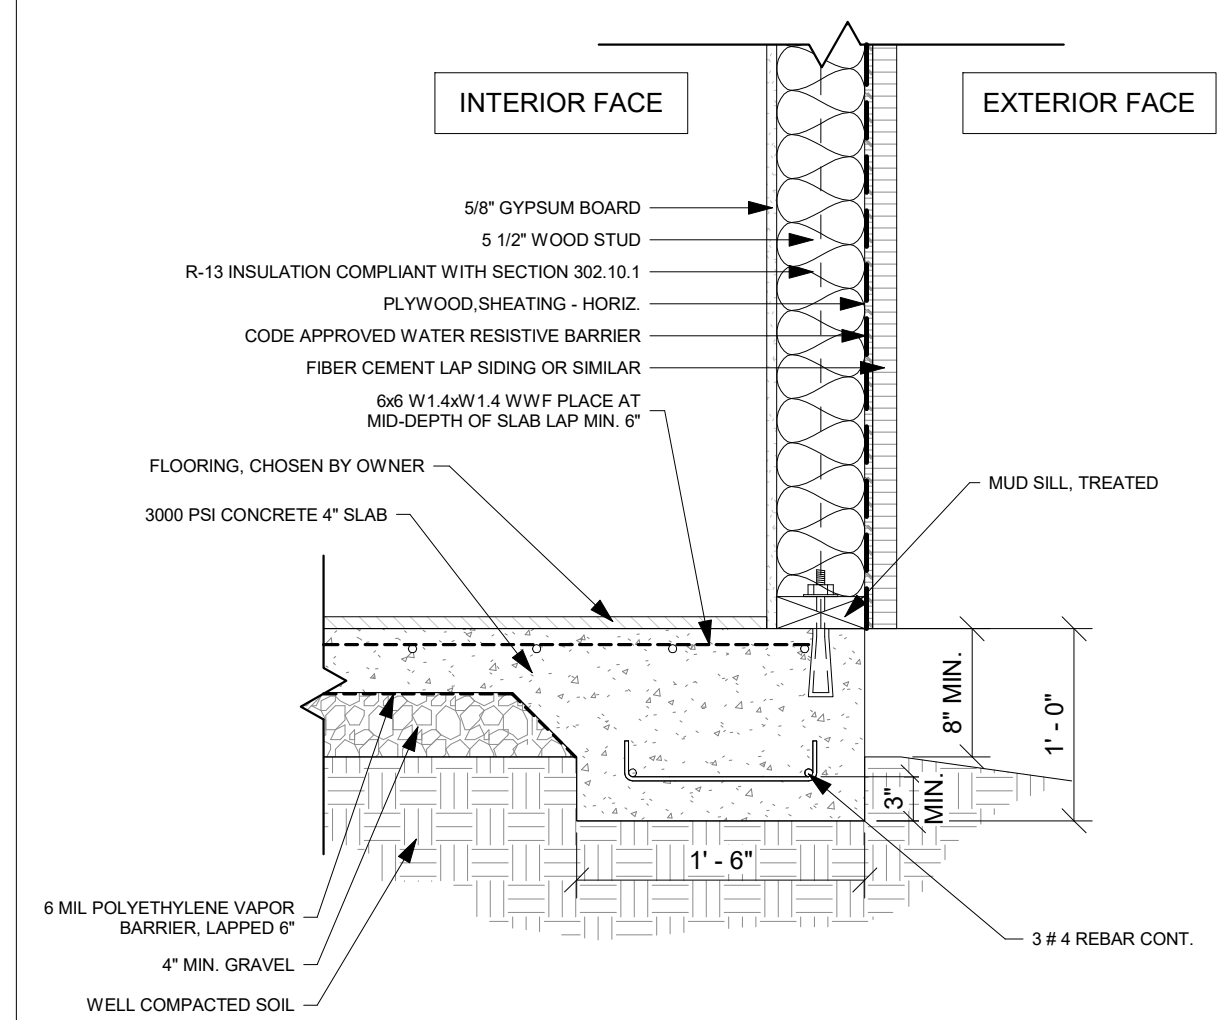 INTERIOR FACE
EXTERIOR FACE
5/8" GYPSUM BOARD
5 1/2" WOOD STUD
R-13 INSULATION COMPLIANT WITH SECTION 302.10.1
PLYWOOD,SHEATING - HORIZ.
CODE APPROVED WATER RESISTIVE BARRIER
FIBER CEMENT LAP SIDING OR SIMILAR
6x6 W1.4xW1.4 WWF PLACE AT
MID-DEPTH OF SLAB LAP MIN. 6"
FLOORING, CHOSEN BY OWNER
MUD SILL, TREATED
3000 PSI CONCRETE 4" SLAB
8" MIN.
1' - 0"
3"
MIN.
1' - 6"
6 MIL POLYETHYLENE VAPOR
BARRIER, LAPPED 6"
3 # 4 REBAR CONT.
4" MIN. GRAVEL
WELL COMPACTED SOIL